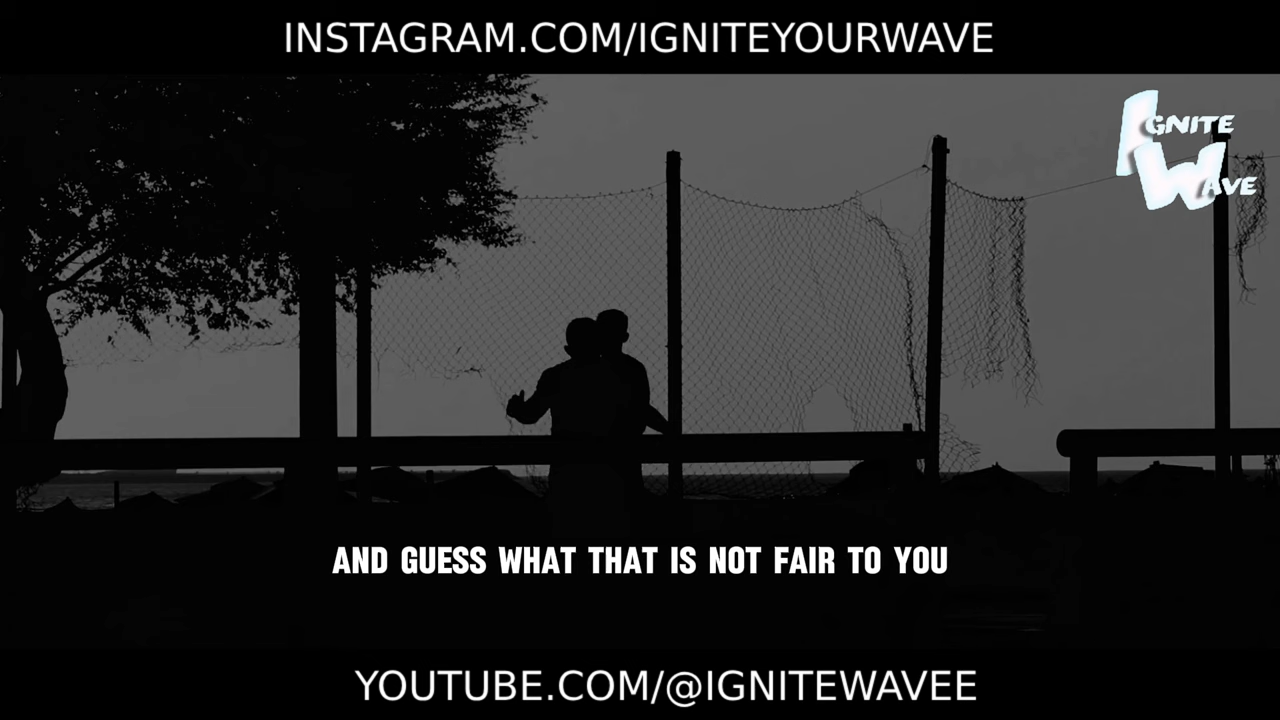 INSTAGRAM.COM/IGNITEYOURWAVE
IGNITE
WAVE
AND GUESS WHAT THAT IS NOT FAIR TO YOU
YOUTUBE.COM/@IGNITEWAVEE